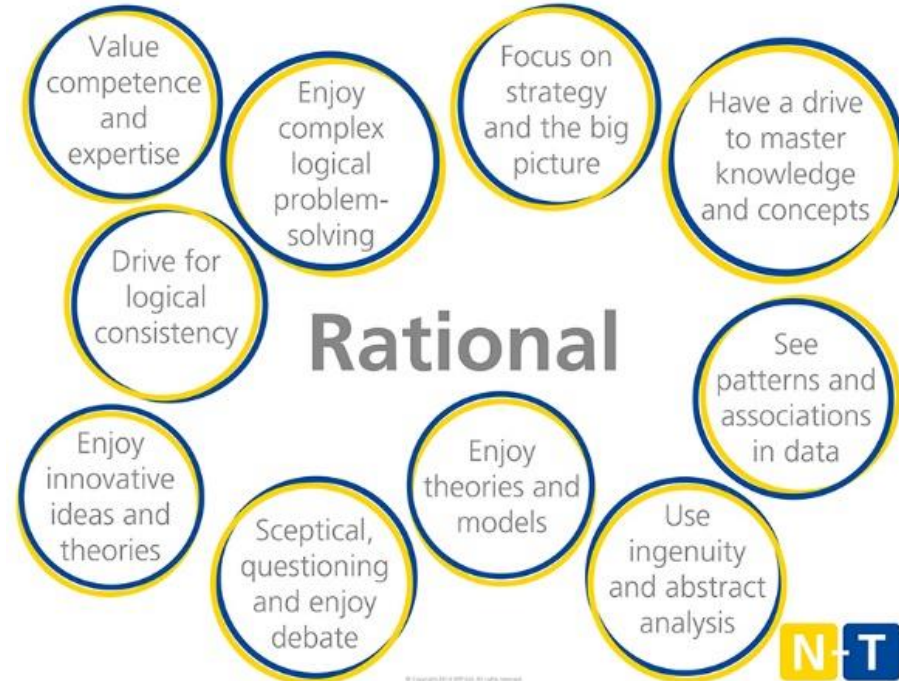 Value
competence
and
expertise
Enjoy
complex
logical
problem-
solving
Focus on
strategy
and the big
picture
Have a drive
to master
knowledge
and concepts
Drive for
logical
consistency
Rational
See
patterns and
associations
in data
Enjoy
innovative
ideas and
theories
Sceptical,
questioning
and enjoy
debate
Enjoy
theories and
models
Use
ingenuity
and abstract
analysis
N-T